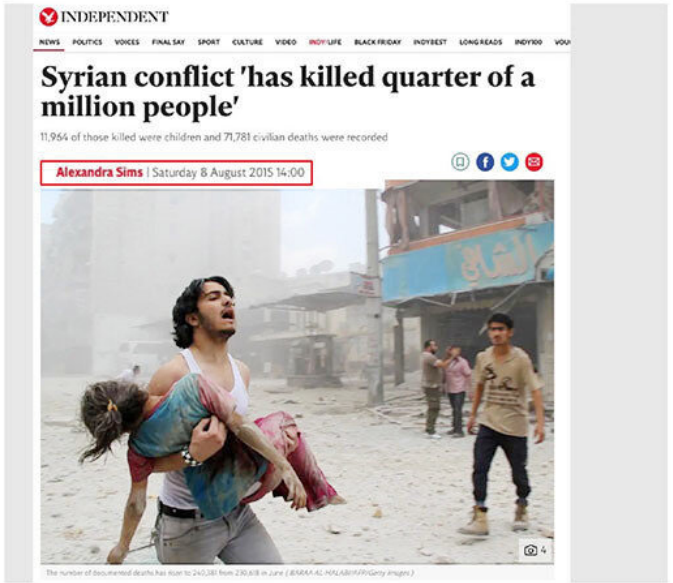 INDEPENDENT
NEWS POLITICS VOICES FINAL SAY SPORT CULTURE VIDEO INDY/LIFE BLACK FRIDAY INDYBEST LONG READS INDY100 VOU
Syrian conflict 'has killed quarter of a
million people'
11,964 of those killed were children and 71,781 civilian deaths were recorded
Alexandra Sims | Saturday 8 August 2015 14:00
الشافي
4
The number of documented deaths has risen to 240,381 from 230,618 in June ( BARAA AL-HALABI/AFP/Getty Images )